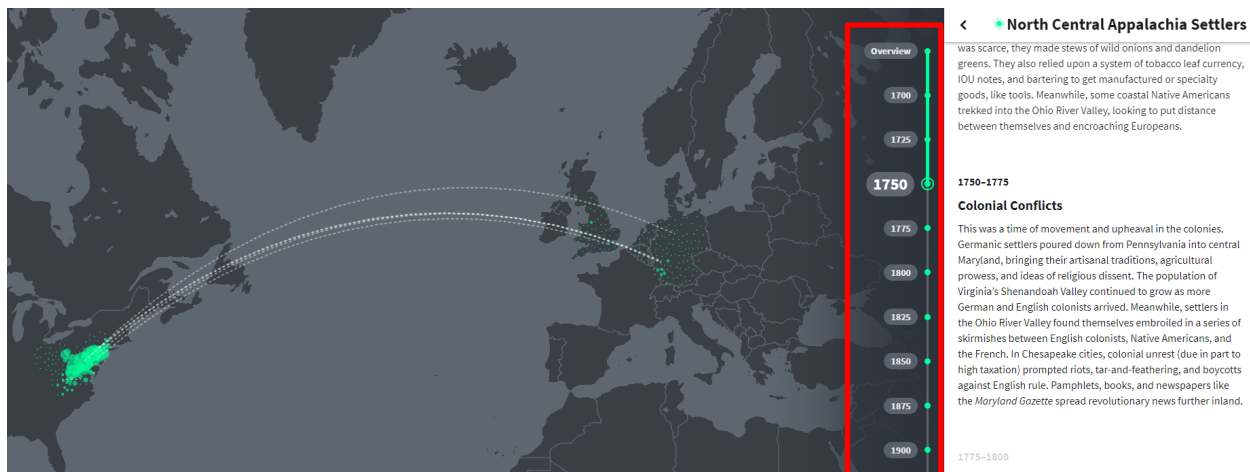 Overview
1700
1725
1750
1775
1800
1825
1850
1875
1900
North Central Appalachia Settlers
was scarce, they made stews of wild onions and dandelion
greens. They also relied upon a system of tobacco leaf currency,
IOU notes, and bartering to get manufactured or specialty
goods, like tools. Meanwhile, some coastal Native Americans
trekked into the Ohio River Valley, looking to put distance
between themselves and encroaching Europeans.
1750–1775
Colonial Conflicts
This was a time of movement and upheaval in the colonies.
Germanic settlers poured down from Pennsylvania into central
Maryland, bringing their artisanal traditions, agricultural
prowess, and ideas of religious dissent. The population of
Virginia's Shenandoah Valley continued to grow as more
German and English colonists arrived. Meanwhile, settlers in
the Ohio River Valley found themselves embroiled in a series of
skirmishes between English colonists, Native Americans, and
the French. In Chesapeake cities, colonial unrest (due in part to
high taxation) prompted riots, tar-and-feathering, and boycotts
against English rule. Pamphlets, books, and newspapers like
the Maryland Gazette spread revolutionary news further inland.
1775–1800